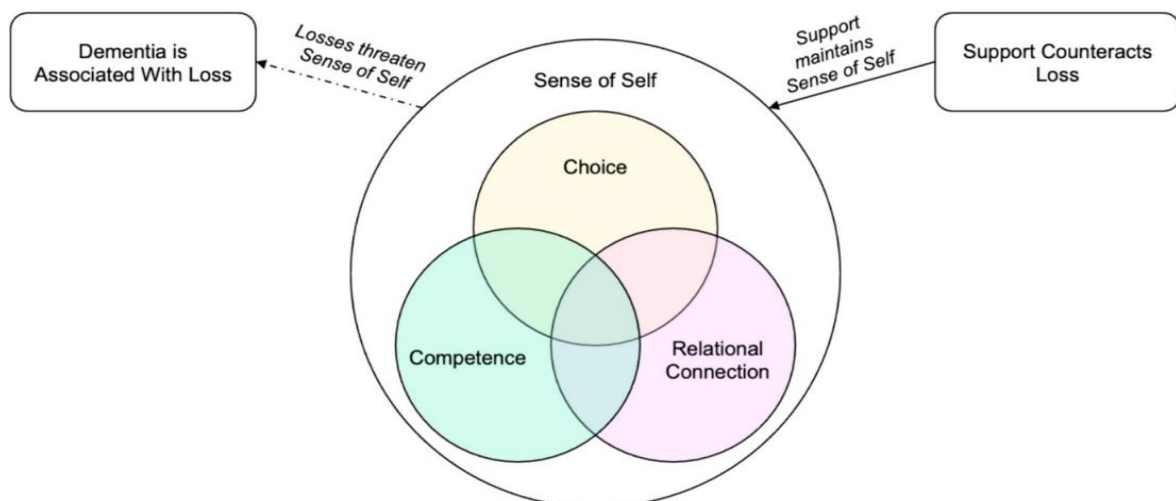 Dementia is
Associated With Loss
Losses threaten
Sense of Self
Sense of Self
Support
maintains
Sense of Self
Support Counteracts
Loss
Choice
Competence
Relational
Connection